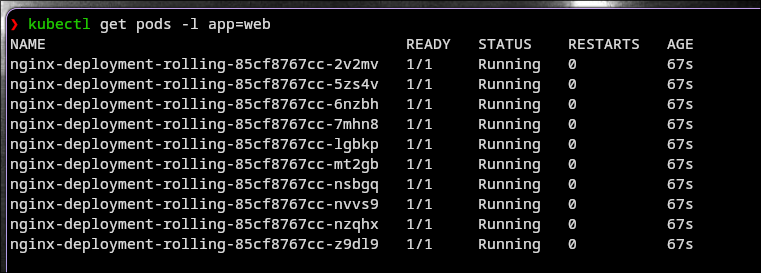 ❯ kubectl get pods -l app=web
NAME READY STATUS RESTARTS AGE
nginx-deployment-rolling-85cf8767cc-2v2mv 1/1 Running 0 67s
nginx-deployment-rolling-85cf8767cc-5zs4v 1/1 Running 0 67s
nginx-deployment-rolling-85cf8767cc-6nzbh 1/1 Running 0 67s
nginx-deployment-rolling-85cf8767cc-7mhn8 1/1 Running 0 67s
nginx-deployment-rolling-85cf8767cc-lgbkp 1/1 Running 0 67s
nginx-deployment-rolling-85cf8767cc-mt2gb 1/1 Running 0 67s
nginx-deployment-rolling-85cf8767cc-nsbgq 1/1 Running 0 67s
nginx-deployment-rolling-85cf8767cc-nvvs9 1/1 Running 0 67s
nginx-deployment-rolling-85cf8767cc-nzqhx 1/1 Running 0 67s
nginx-deployment-rolling-85cf8767cc-z9dl9 1/1 Running 0 67s